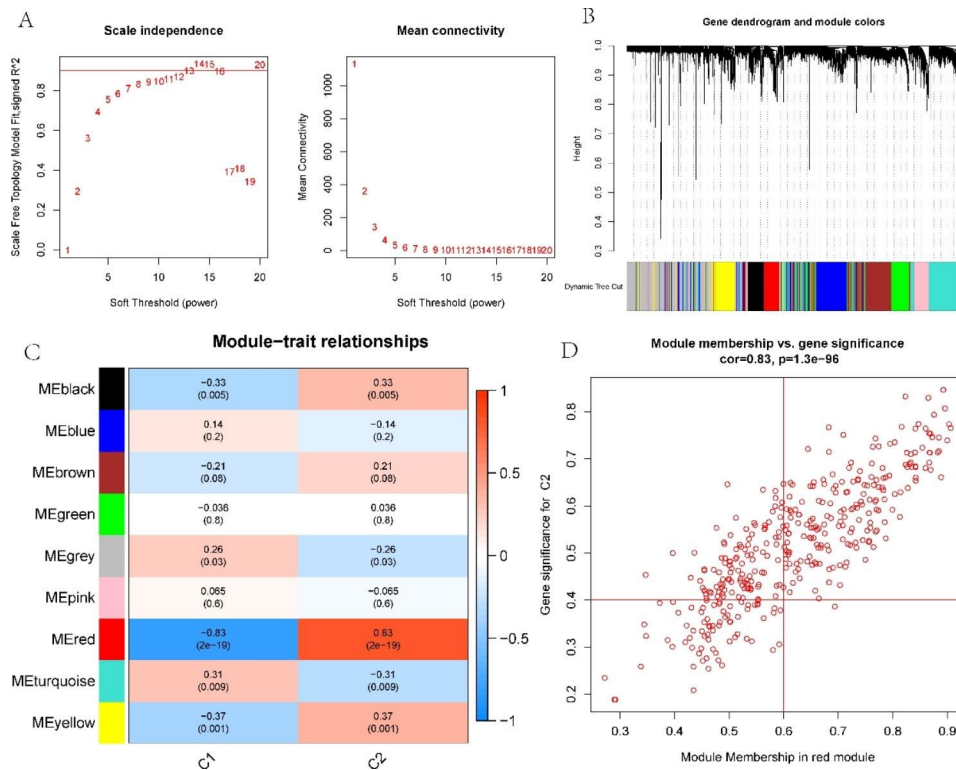 A
Scale independence
Scale Free Topology Model Fit,signed R^2
0.0 0.2 0.4 0.6 0.8
1 2 3 4 5 6 7 8 9 10 11 12 13 14 15 16 17 18 19 20
5 10 15 20
Soft Threshold (power)
Mean connectivity
Mean Connectivity
0 200 400 600 800 1000
1 2 3 4 5 6 7 8 9 10 11 12 13 14 15 16 17 18 19 20
5 10 15 20
Soft Threshold (power)
B
Gene dendrogram and module colors
Height
0.3 0.4 0.5 0.6 0.7 0.8 0.9 1.0
Dynamic Tree Cut
C
Module−trait relationships
MEblack
−0.33 0.33
(0.005) (0.005)
MEblue
0.14 −0.14
(0.2) (0.2)
MEbrown
−0.21 0.21
(0.08) (0.08)
MEgreen
−0.036 0.036
(0.8) (0.8)
MEgrey
0.26 −0.26
(0.03) (0.03)
MEpink
0.065 −0.065
(0.6) (0.6)
MEred
−0.83 0.83
(2e−19) (2e−19)
MEturquoise
0.31 −0.31
(0.009) (0.009)
MEyellow
−0.37 0.37
(0.001) (0.001)
C1 C2
1
0.5
0
−0.5
−1
D
Module membership vs. gene significance
cor=0.83, p=1.3e−96
Gene significance for C2
0.2 0.3 0.4 0.5 0.6 0.7 0.8
0.3 0.4 0.5 0.6 0.7 0.8 0.9
Module Membership in red module